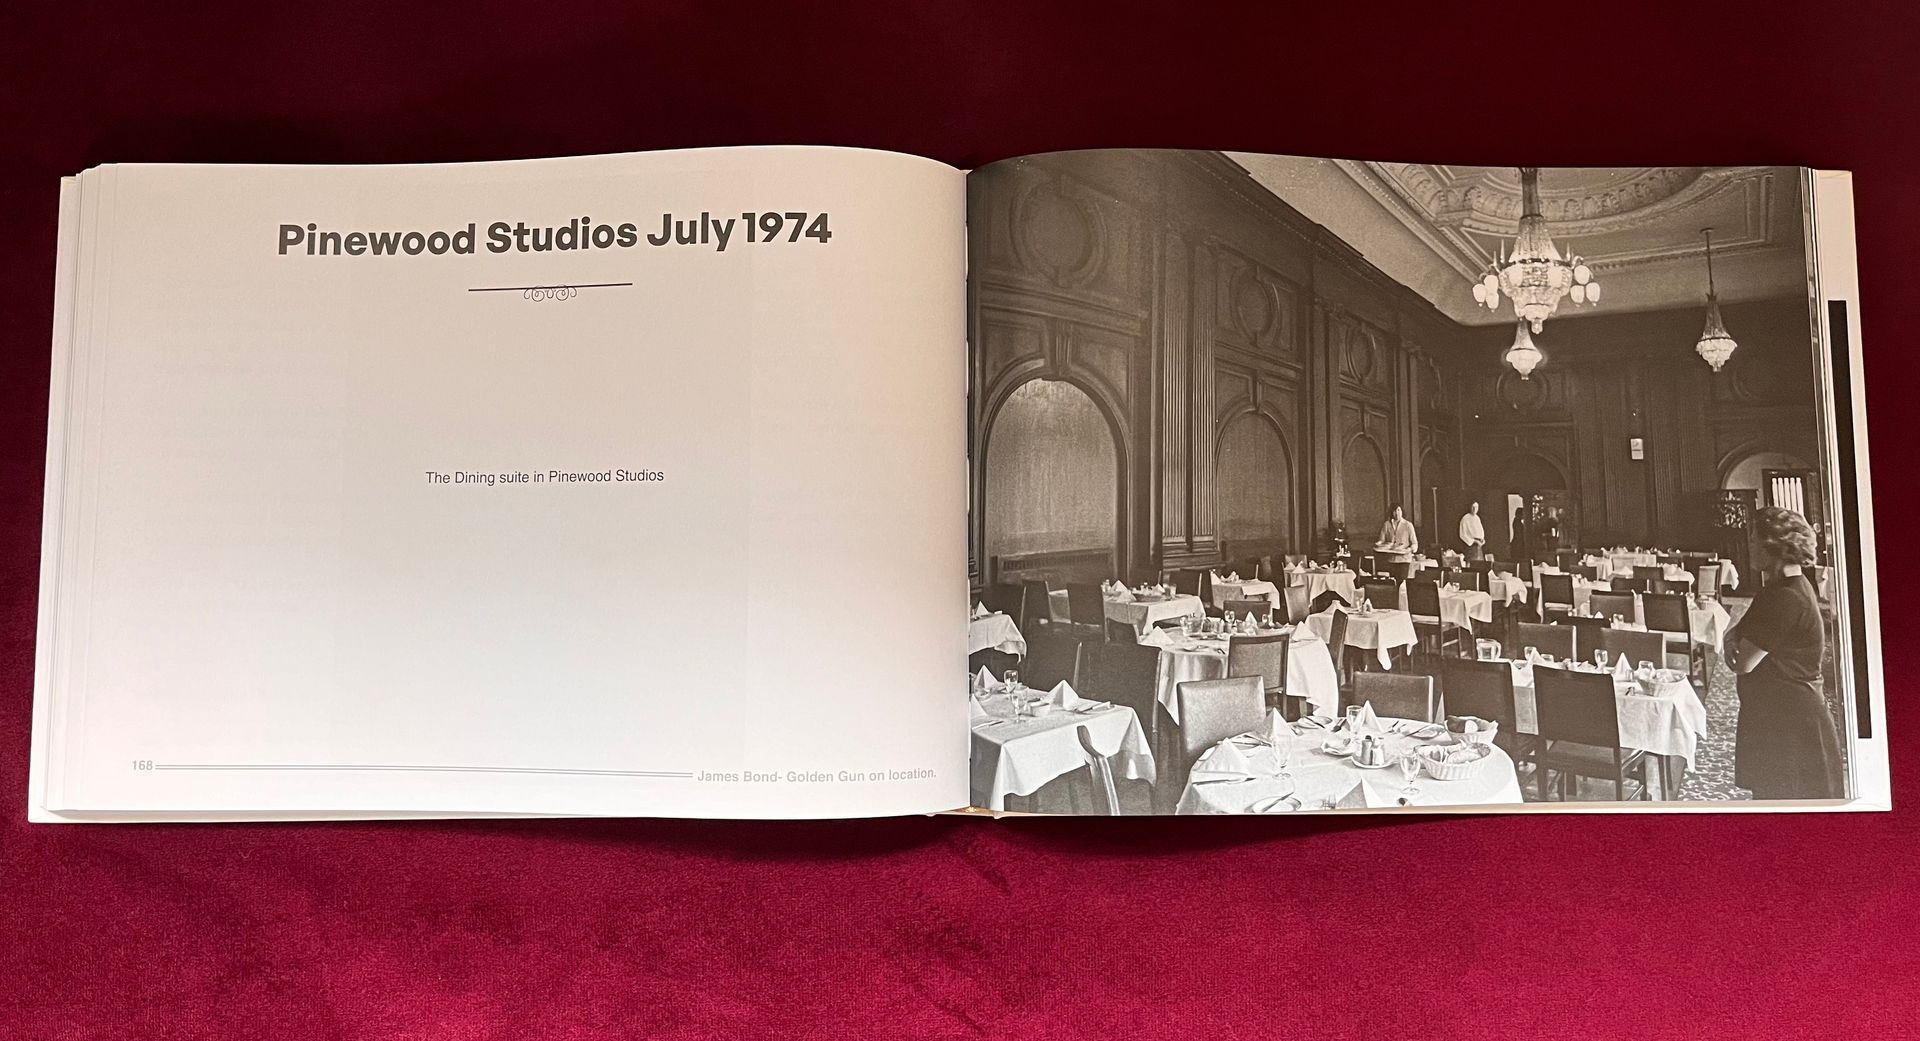 Pinewood Studios July 1974
The Dining suite in Pinewood Studios
168
James Bond- Golden Gun on location.